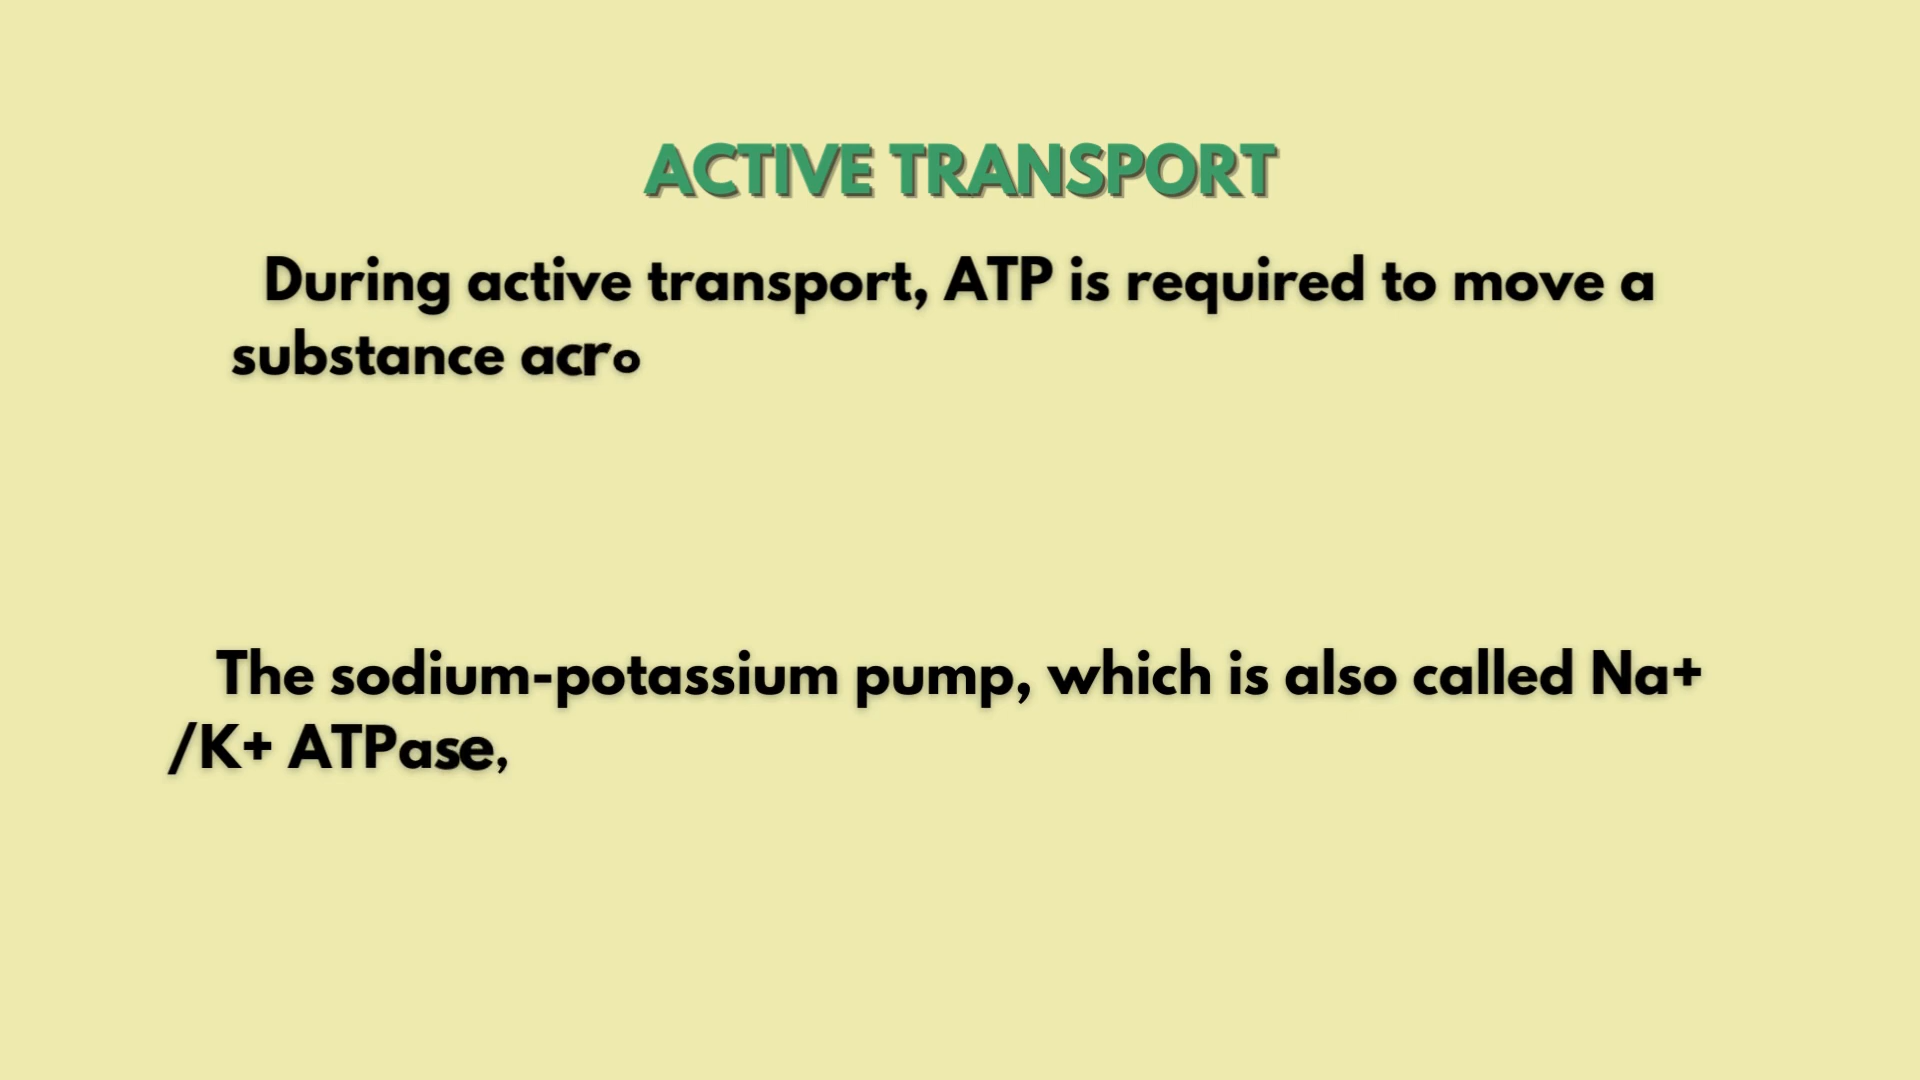 ACTIVE TRANSPORT
During active transport, ATP is required to move a
substance acro
The sodium-potassium pump, which is also called Na+
/K+ ATPase,